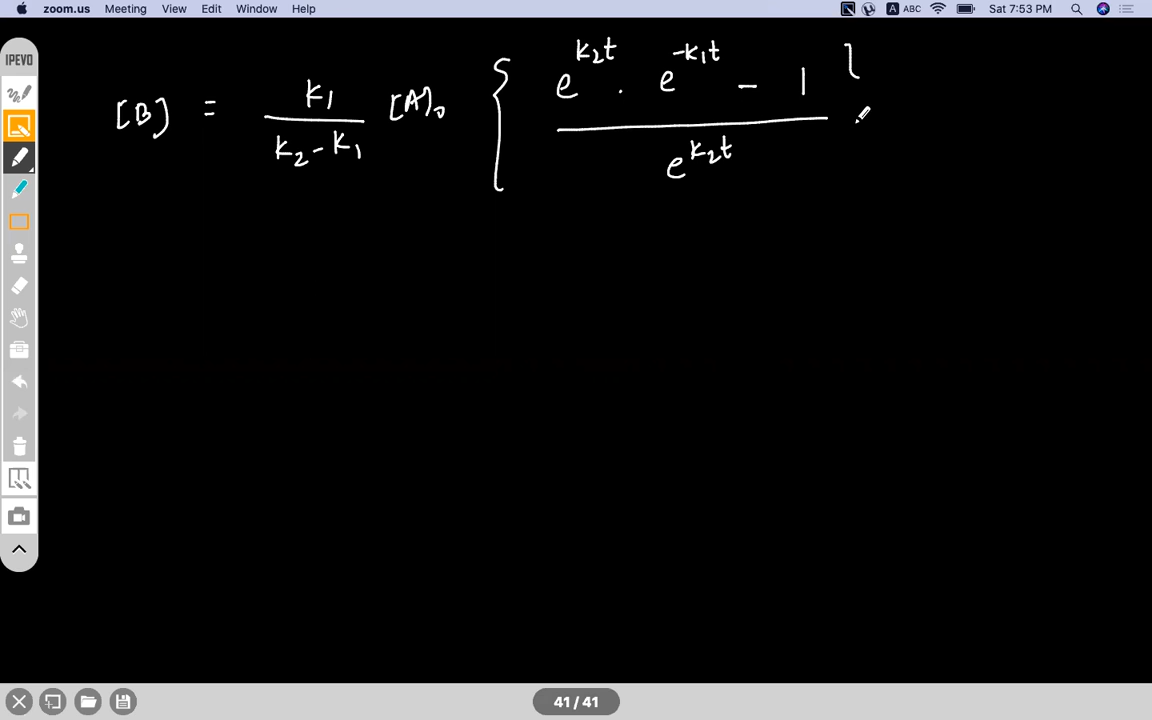 zoom.us Meeting View Edit Window Help A ABC Sat 7:53 PM
IPEVO
[B] = k₁ / (k₂ - k₁) [A]₀ { (e^{k₂t} . e^{-k₁t} - 1) / e^{k₂t}
41 / 41